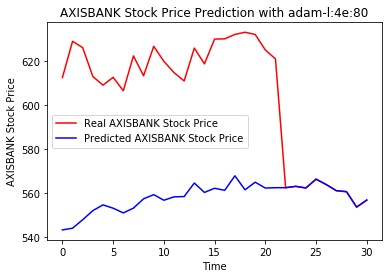 AXISBANK Stock Price Prediction with adam-l:4e:80
AXISBANK Stock Price
620
600
580
560
540
Real AXISBANK Stock Price
Predicted AXISBANK Stock Price
0 5 10 15 20 25 30
Time